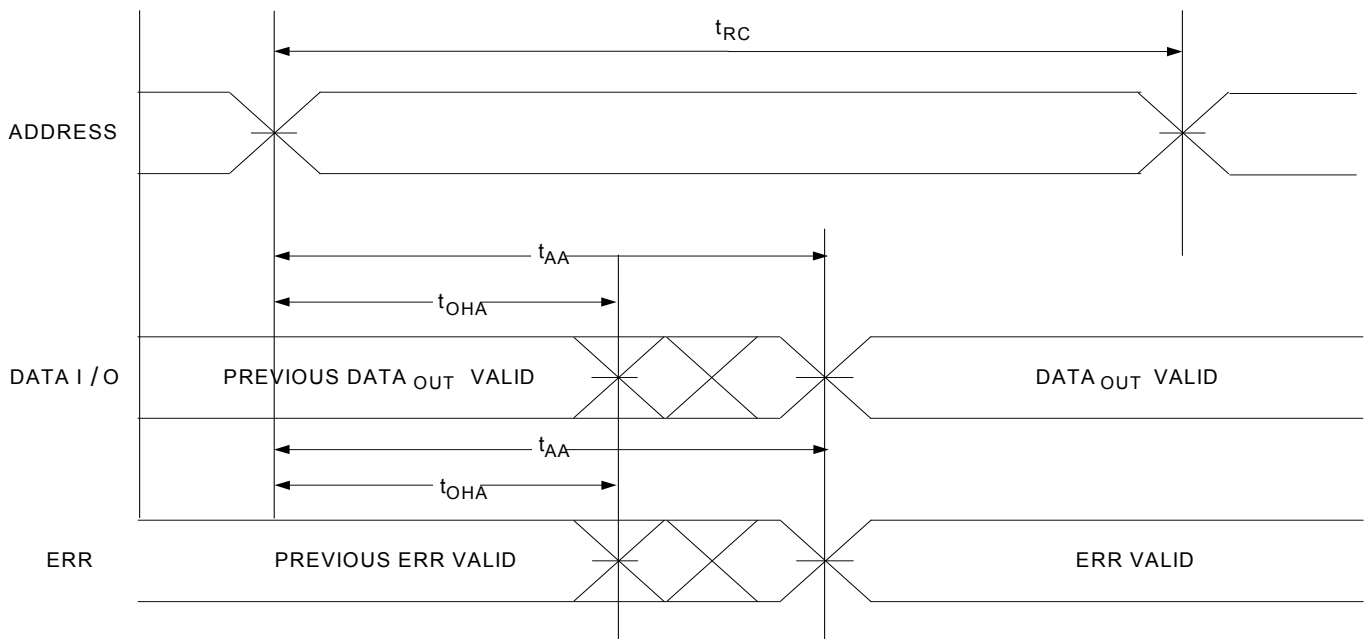 tRC
ADDRESS
tAA
tOHA
DATA I / O
PREVIOUS DATA OUT VALID
DATA OUT VALID
tAA
tOHA
ERR
PREVIOUS ERR VALID
ERR VALID